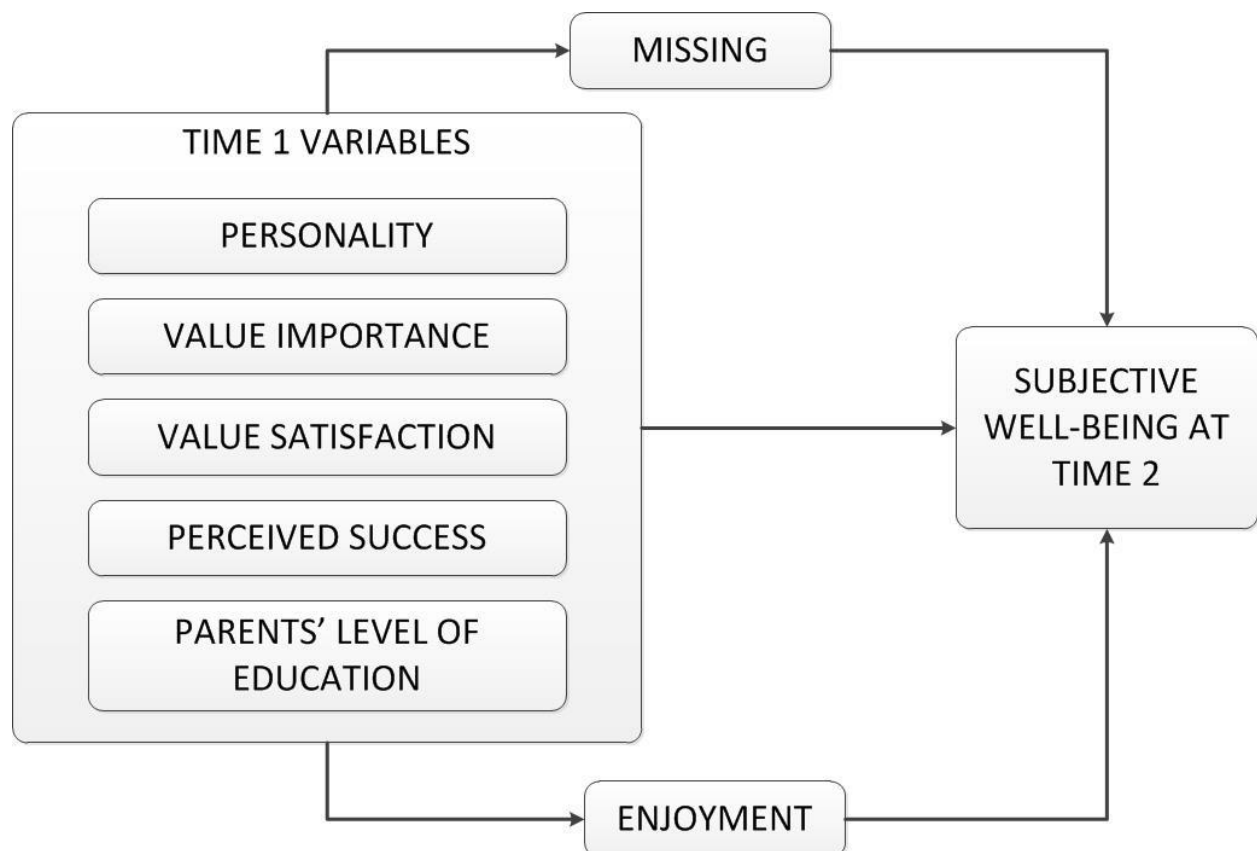 MISSING
TIME 1 VARIABLES
PERSONALITY
VALUE IMPORTANCE
VALUE SATISFACTION
PERCEIVED SUCCESS
PARENTS’ LEVEL OF
EDUCATION
SUBJECTIVE
WELL-BEING AT
TIME 2
ENJOYMENT